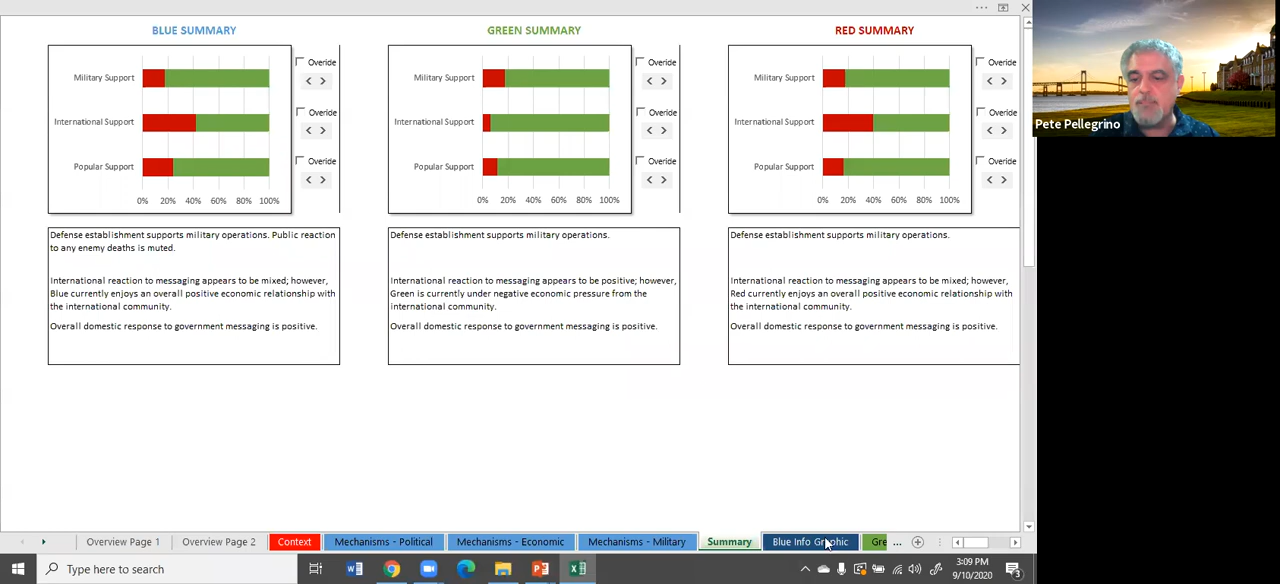 BLUE SUMMARY
GREEN SUMMARY
RED SUMMARY
Military Support
International Support
Popular Support
0% 20% 40% 60% 80% 100%
Overide
Overide
Overide
Military Support
International Support
Popular Support
0% 20% 40% 60% 80% 100%
Overide
Overide
Overide
Military Support
International Support
Popular Support
0% 20% 40% 60% 80% 100%
Overide
Overide
Overide
Pete Pellegrino
Defense establishment supports military operations. Public reaction
to any enemy deaths is muted.
International reaction to messaging appears to be mixed; however,
Blue currently enjoys an overall positive economic relationship with
the international community.
Overall domestic response to government messaging is positive.
Defense establishment supports military operations.
International reaction to messaging appears to be positive; however,
Green is currently under negative economic pressure from the
international community.
Overall domestic response to government messaging is positive.
Defense establishment supports military operations.
International reaction to messaging appears to be mixed; however,
Red currently enjoys an overall positive economic relationship with
the international community.
Overall domestic response to government messaging is positive.
Overview Page 1
Overview Page 2
Context
Mechanisms - Political
Mechanisms - Economic
Mechanisms - Military
Summary
Blue Info Graphic
Gre
...
Type here to search
3:09 PM
9/10/2020
3